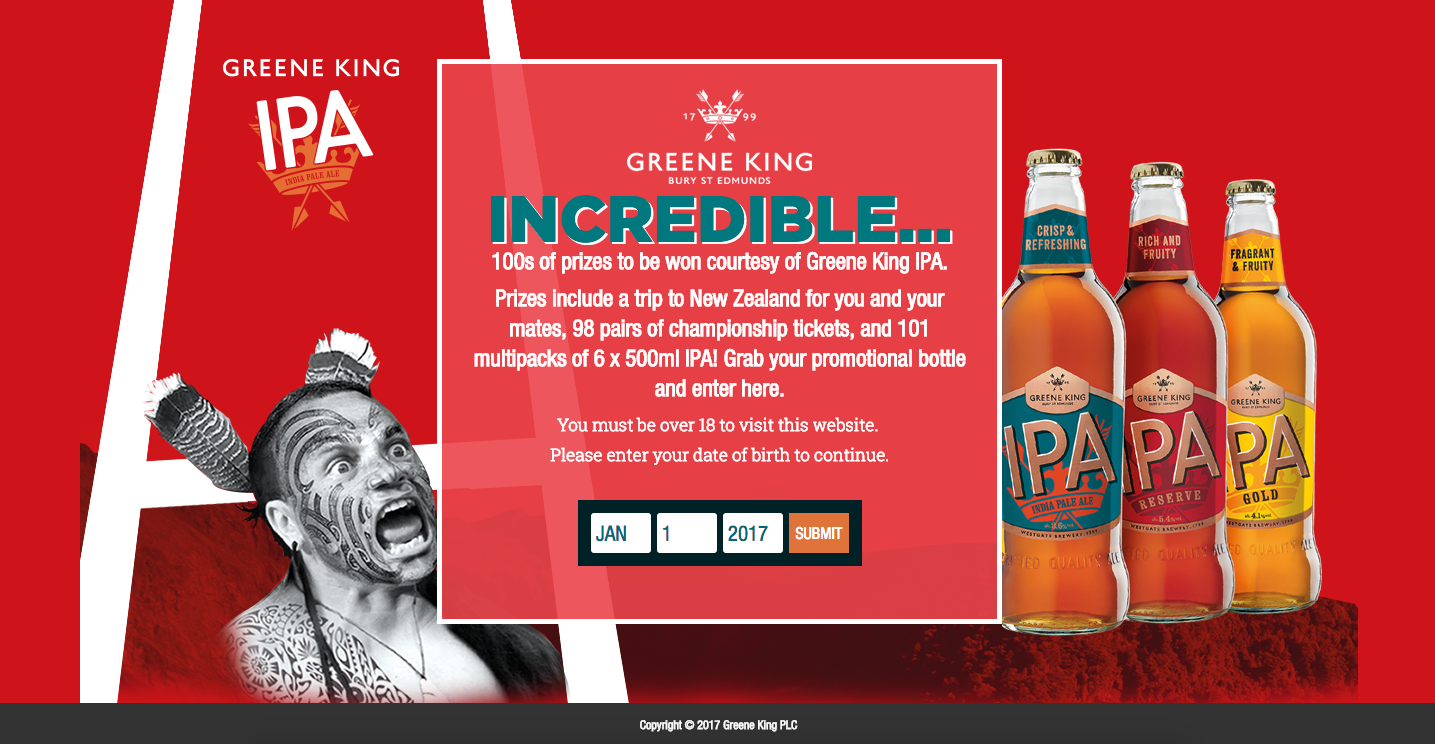 GREENE KING
IPA
INDIA PALE ALE
17 99
GREENE KING
BURY ST EDMUNDS
INCREDIBLE...
100s of prizes to be won courtesy of Greene King IPA.
Prizes include a trip to New Zealand for you and your
mates, 98 pairs of championship tickets, and 101
multipacks of 6 x 500ml IPA! Grab your promotional bottle
and enter here.
You must be over 18 to visit this website.
Please enter your date of birth to continue.
JAN 1 2017 SUBMIT
CRISP &
REFRESHING
GREENE KING
BURY ST EDMUNDS
IPA
INDIA PALE ALE
WESTGATE BREWERY, 1799
RICH AND
FRUITY
GREENE KING
BURY ST EDMUNDS
IPA
RESERVE
WESTGATE BREWERY, 1799
FRAGRANT
& FRUITY
GREENE KING
BURY ST EDMUNDS
IPA
GOLD
WESTGATE BREWERY, 1799
Copyright © 2017 Greene King PLC